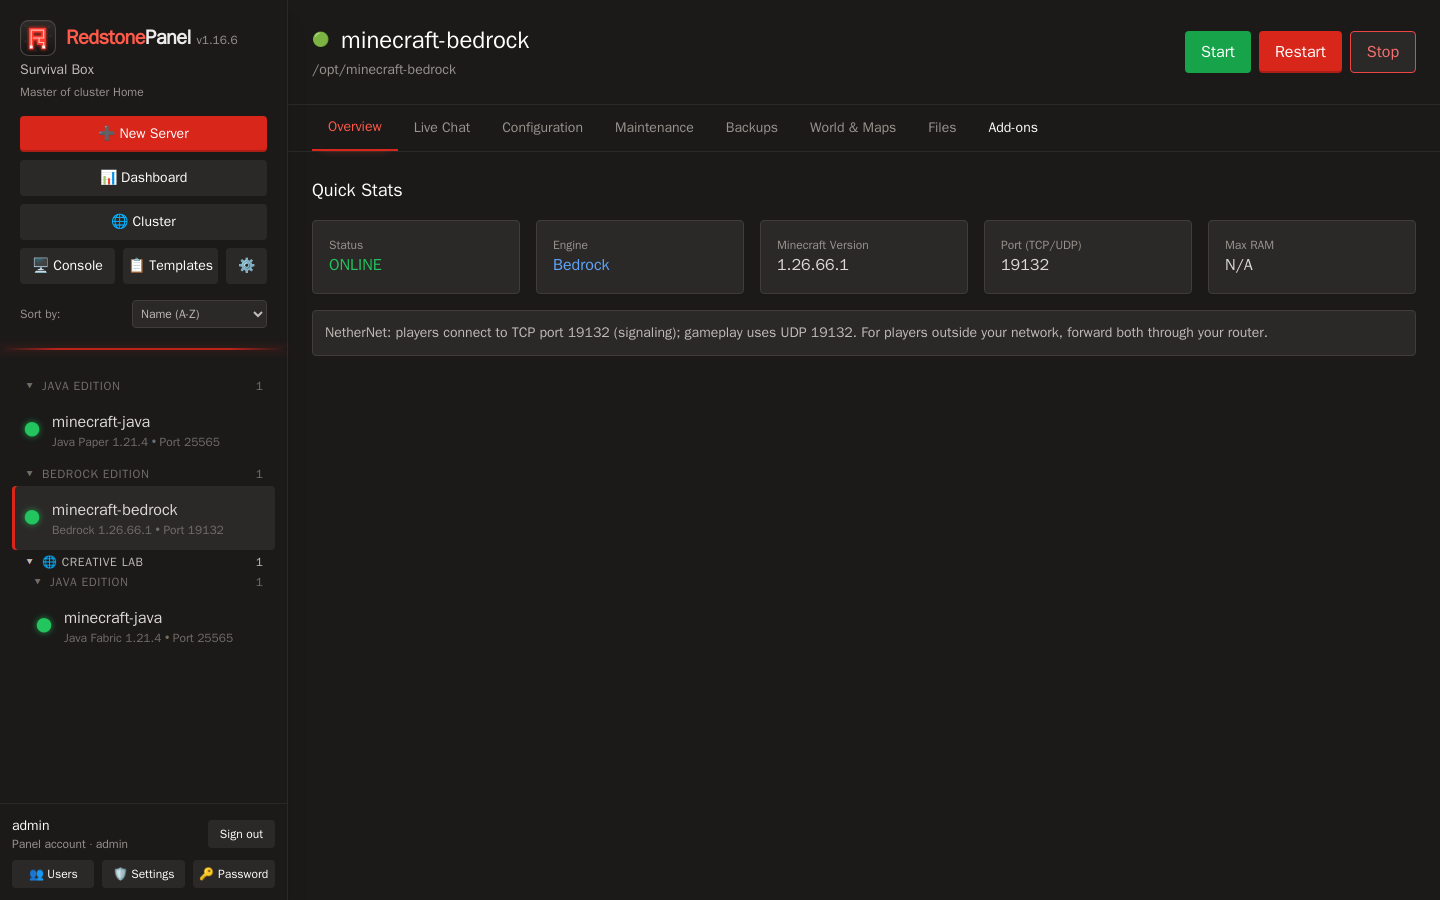 RedstonePanel v1.16.6
Survival Box
Master of cluster Home
➕ New Server
📊 Dashboard
🌐 Cluster
🖥️ Console
📋 Templates
⚙️
Sort by:
Name (A-Z)
▼ JAVA EDITION 1
minecraft-java
Java Paper 1.21.4 • Port 25565
▼ BEDROCK EDITION 1
minecraft-bedrock
Bedrock 1.26.66.1 • Port 19132
▼ 🌐 CREATIVE LAB 1
▼ JAVA EDITION 1
minecraft-java
Java Fabric 1.21.4 • Port 25565
admin
Panel account · admin
Sign out
👥 Users
🛡️ Settings
🔑 Password
minecraft-bedrock
/opt/minecraft-bedrock
Start
Restart
Stop
Overview
Live Chat
Configuration
Maintenance
Backups
World & Maps
Files
Add-ons
Quick Stats
Status
ONLINE
Engine
Bedrock
Minecraft Version
1.26.66.1
Port (TCP/UDP)
19132
Max RAM
N/A
NetherNet: players connect to TCP port 19132 (signaling); gameplay uses UDP 19132. For players outside your network, forward both through your router.